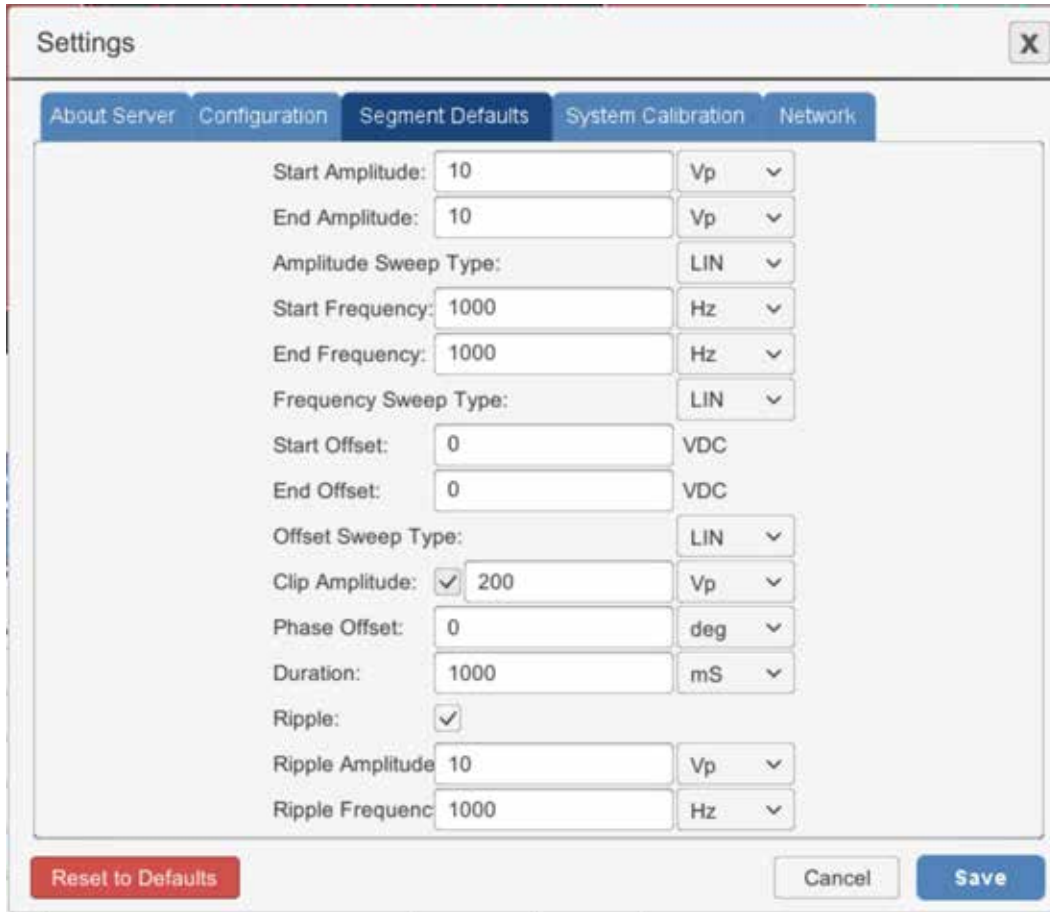 Settings X
About Server Configuration Segment Defaults System Calibration Network
Start Amplitude: 10 Vp
End Amplitude: 10 Vp
Amplitude Sweep Type: LIN
Start Frequency: 1000 Hz
End Frequency: 1000 Hz
Frequency Sweep Type: LIN
Start Offset: 0 VDC
End Offset: 0 VDC
Offset Sweep Type: LIN
Clip Amplitude: 200 Vp
Phase Offset: 0 deg
Duration: 1000 mS
Ripple:
Ripple Amplitude 10 Vp
Ripple Frequenc 1000 Hz
Reset to Defaults Cancel Save